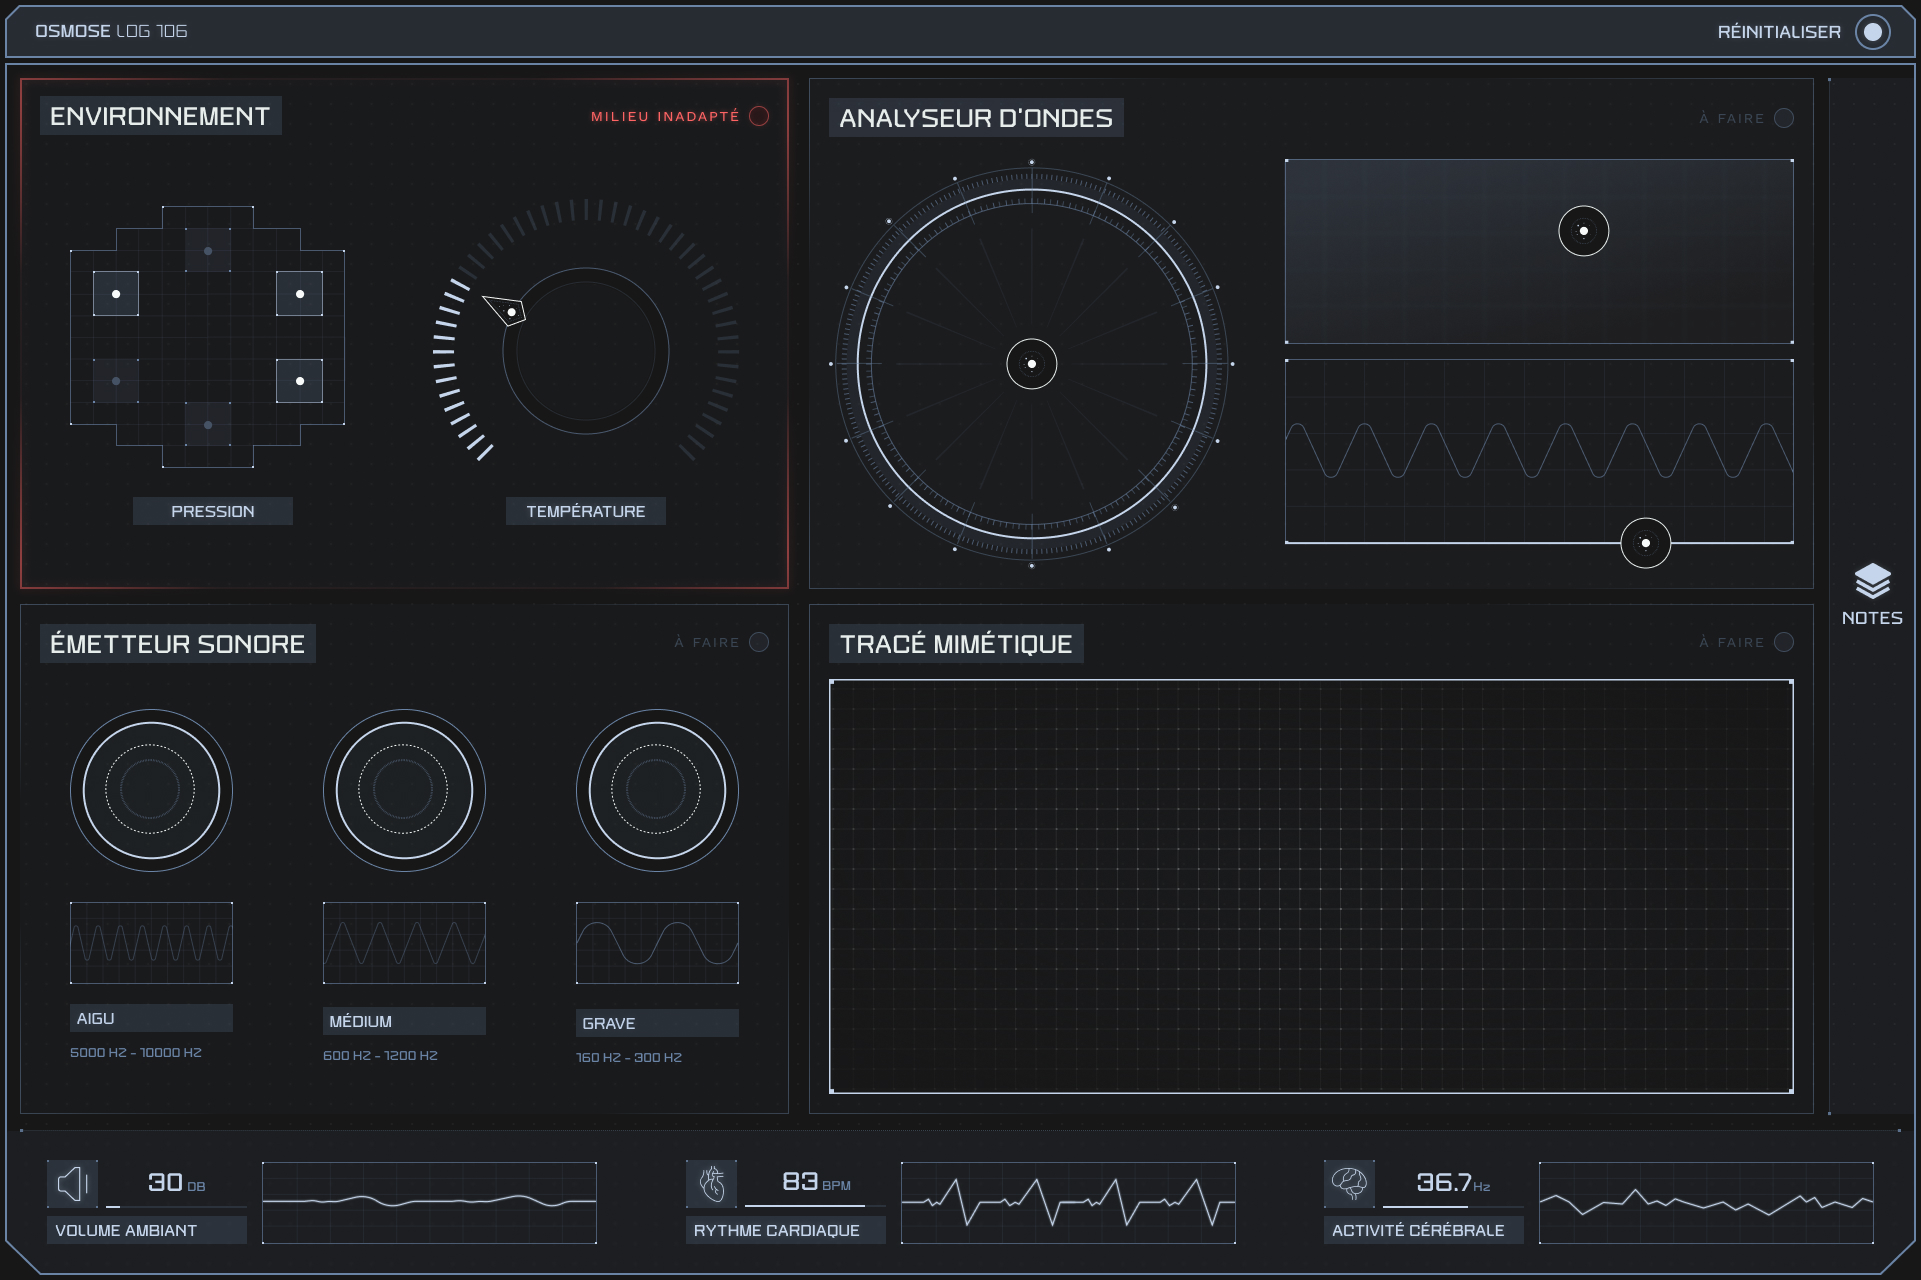 OSMOSE LOG 106
RÉINITIALISER
ENVIRONNEMENT
MILIEU INADAPTÉ
PRESSION
TEMPÉRATURE
ANALYSEUR D'ONDES
À FAIRE
NOTES
ÉMETTEUR SONORE
À FAIRE
AIGU
5000 HZ - 10000 HZ
MÉDIUM
600 HZ - 1200 HZ
GRAVE
160 HZ - 300 HZ
TRACÉ MIMÉTIQUE
À FAIRE
30 DB
VOLUME AMBIANT
83 BPM
RYTHME CARDIAQUE
36.7 Hz
ACTIVITÉ CÉRÉBRALE